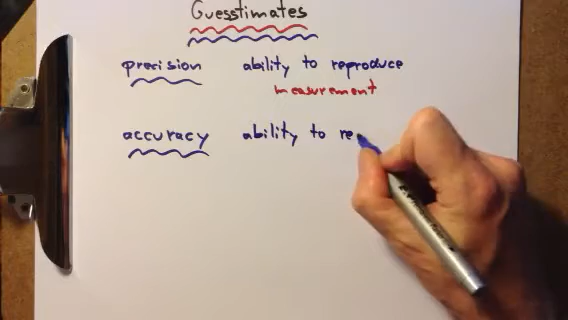 Guesstimates
precision ability to reproduce
measurement
accuracy ability to re